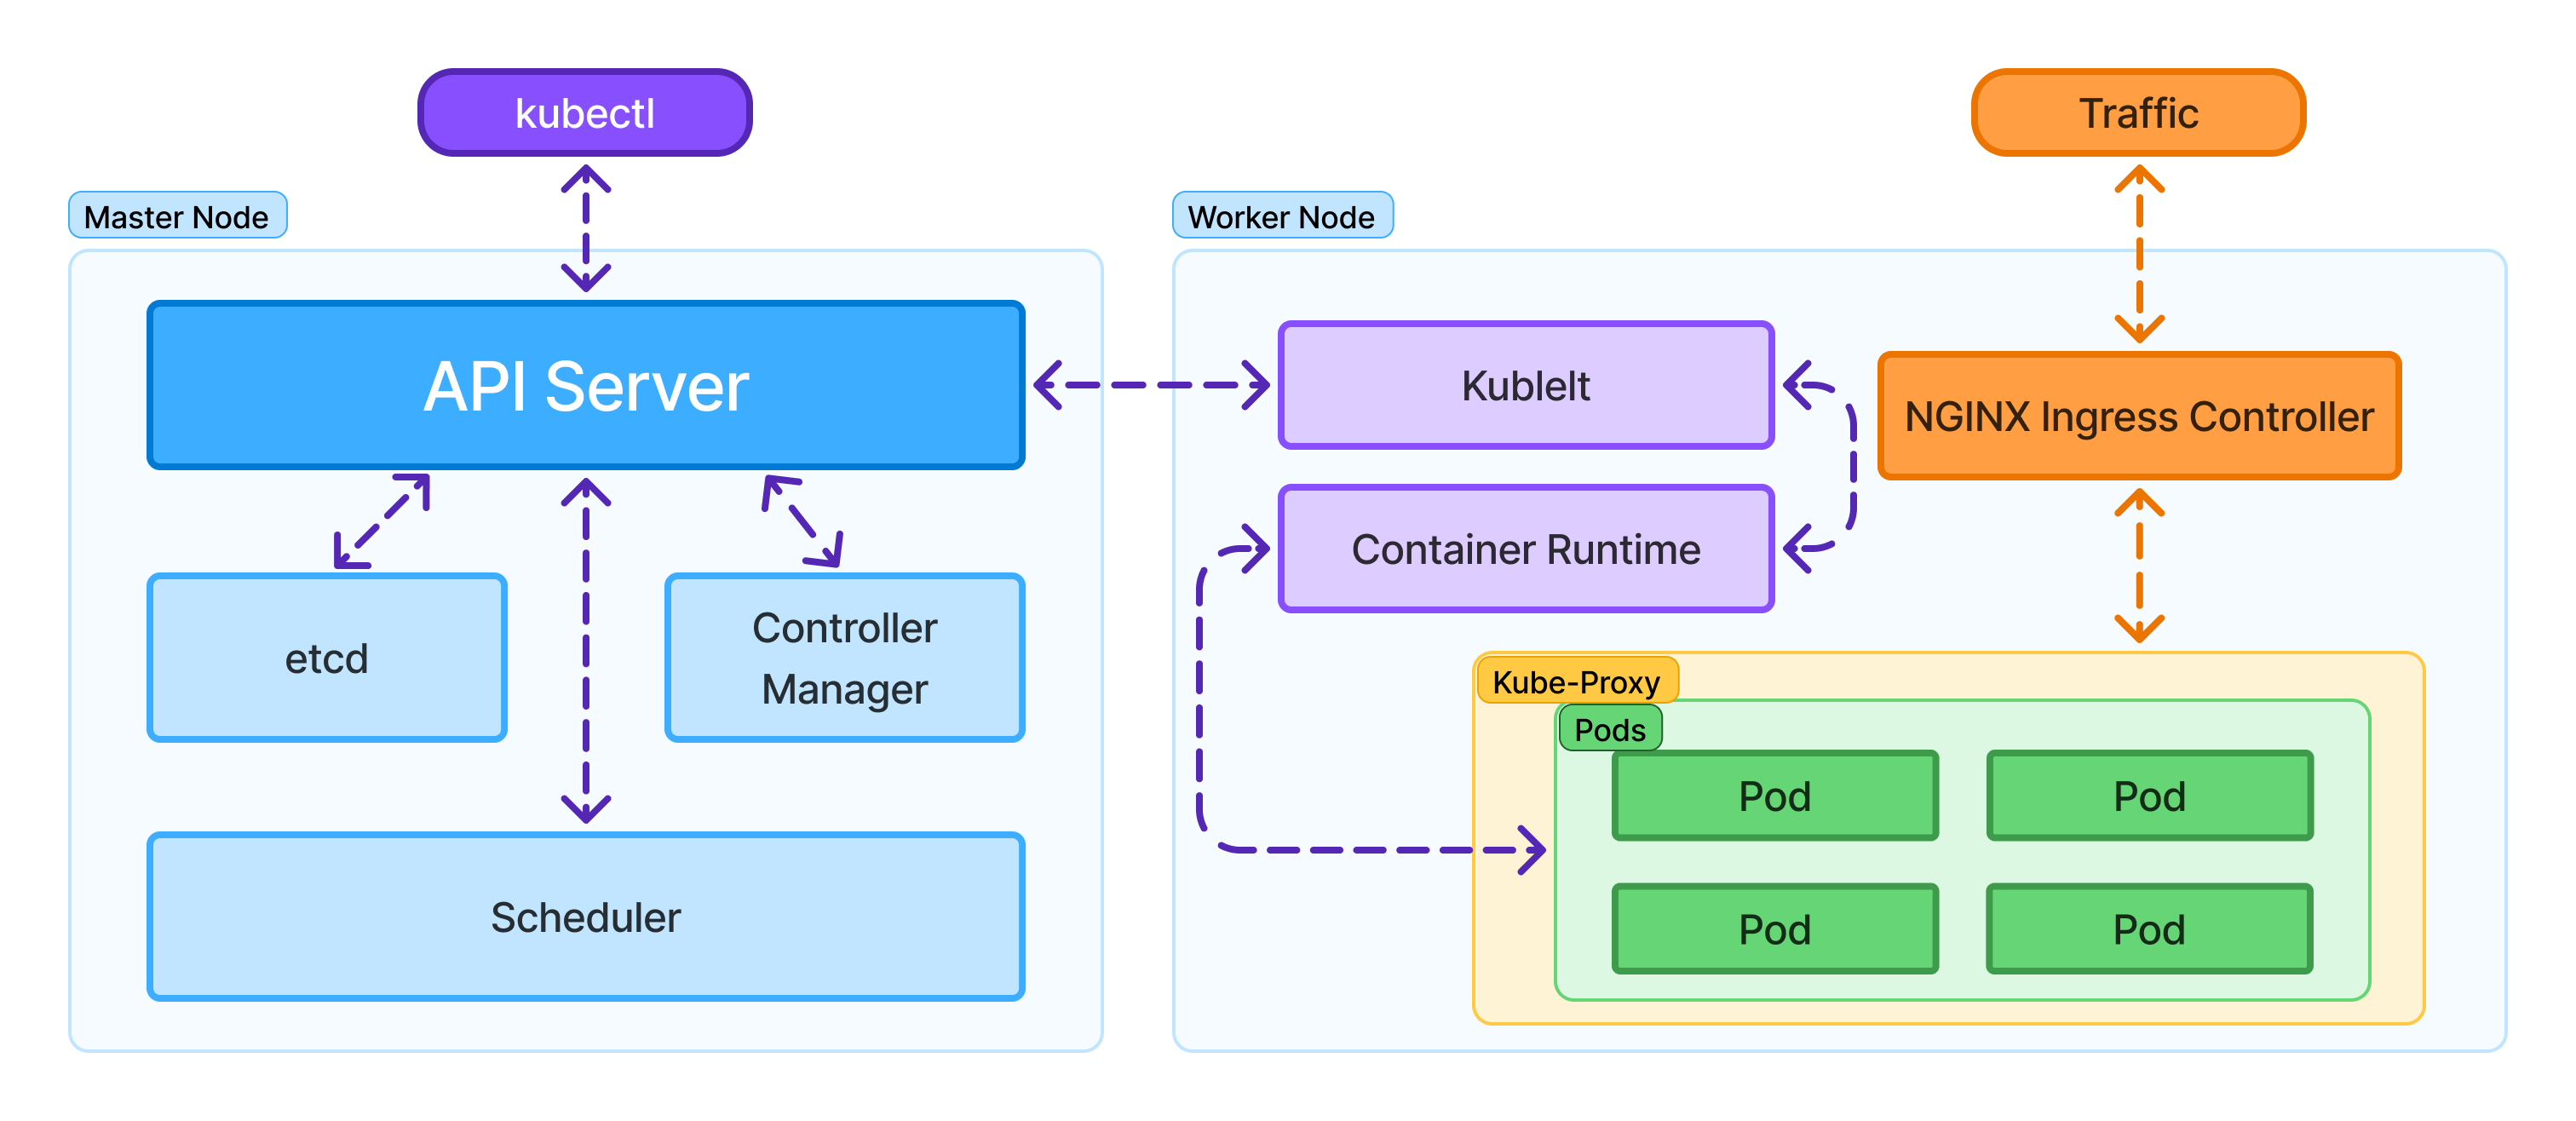 kubectl
Traffic
Master Node
Worker Node
API Server
Kublelt
NGINX Ingress Controller
Container Runtime
etcd
Controller
Manager
Kube-Proxy
Pods
Pod
Pod
Pod
Pod
Scheduler